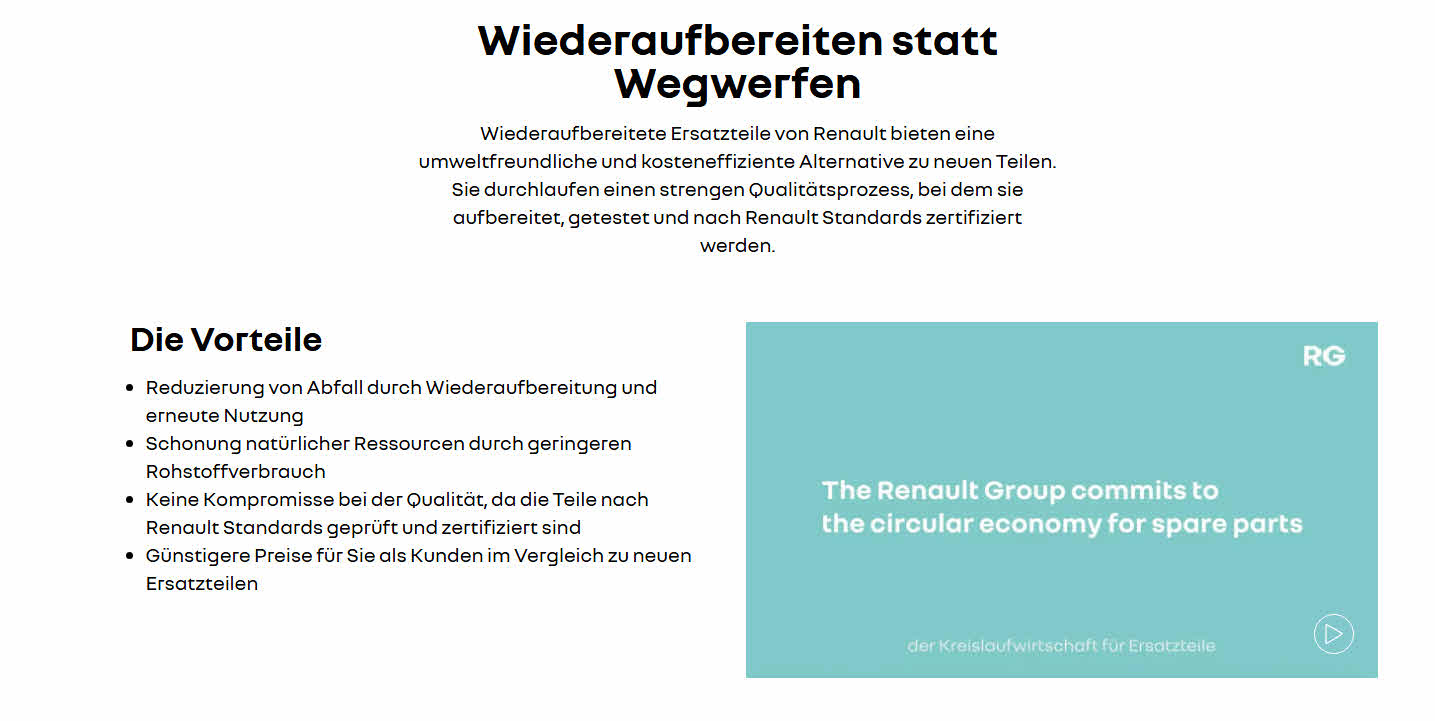 Wiederaufbereiten statt
Wegwerfen
Wiederaufbereitete Ersatzteile von Renault bieten eine
umweltfreundliche und kosteneffiziente Alternative zu neuen Teilen.
Sie durchlaufen einen strengen Qualitätsprozess, bei dem sie
aufbereitet, getestet und nach Renault Standards zertifiziert
werden.
Die Vorteile
• Reduzierung von Abfall durch Wiederaufbereitung und
erneute Nutzung
• Schonung natürlicher Ressourcen durch geringeren
Rohstoffverbrauch
• Keine Kompromisse bei der Qualität, da die Teile nach
Renault Standards geprüft und zertifiziert sind
• Günstigere Preise für Sie als Kunden im Vergleich zu neuen
Ersatzteilen
RG
The Renault Group commits to
the circular economy for spare parts
der Kreislaufwirtschaft für Ersatzteile